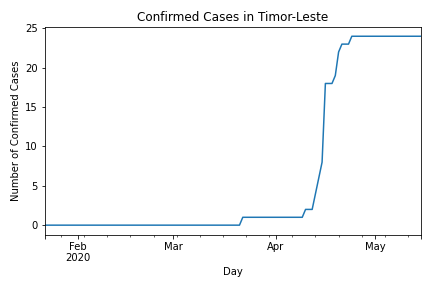 Confirmed Cases in Timor-Leste
Number of Confirmed Cases
25
20
15
10
5
0
Feb Mar Apr May
2020
Day